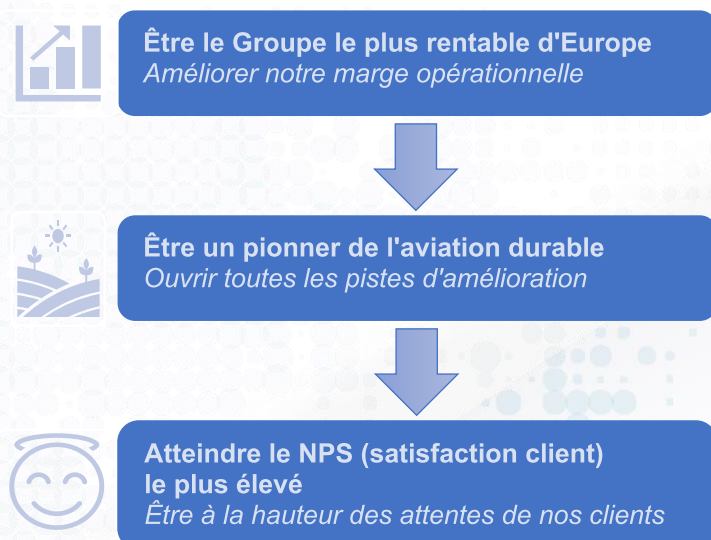 Être le Groupe le plus rentable d'Europe
Améliorer notre marge opérationnelle
Être un pionner de l'aviation durable
Ouvrir toutes les pistes d'amélioration
Atteindre le NPS (satisfaction client)
le plus élevé
Être à la hauteur des attentes de nos clients